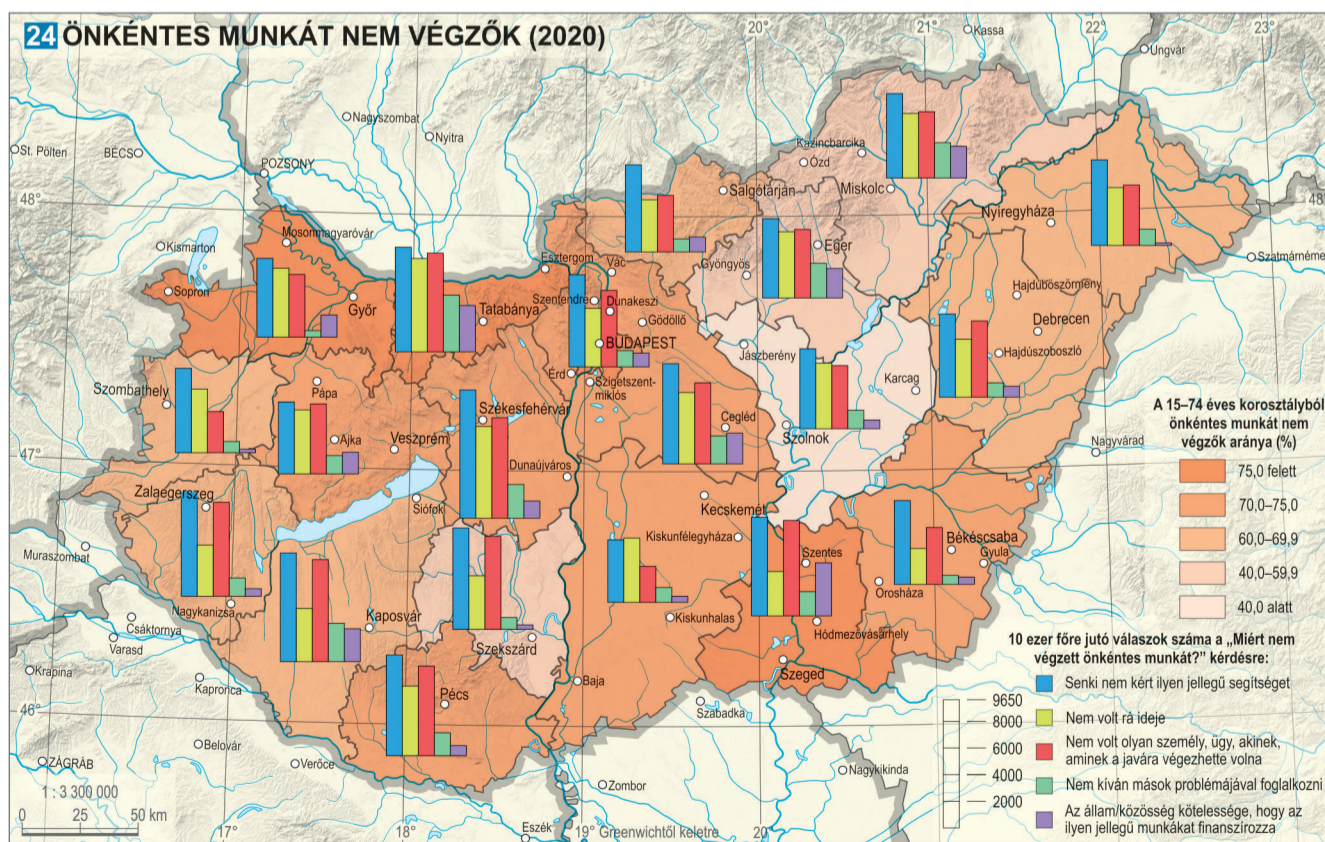 24 ÖNKÉNTES MUNKÁT NEM VÉGZŐK (2020)
20
21
22
23
Kassa
Ungvár
Nagyszombat
Nyitra
St. Pölten
BÉCS
POZSONY
Kazincbarcika
Ózd
Salgótarján
Miskolc
48°
48°
Nyíregyháza
Mosonmagyaróvár
Kismarton
Eger
Gyöngyös
Esztergom
Vác
Szatmárnéme
Sopron
Győr
Tatabánya
Szentendre
Dunakeszi
Gödöllő
Hajdúböszörmény
Debrecen
BUDAPEST
Jászberény
Hajdúszoboszló
Szombathely
Pápa
Érd
Szigetszent-
miklós
Karcag
Székesfehérvár
Cegléd
Ajka
Veszprém
Szolnok
47°
Nagyvárad
Dunaújváros
Zalaegerszeg
Siófok
Kecskemét
Kiskunfélegyháza
Szentes
Békéscsaba
Gyula
Muraszombat
Orosháza
Nagykanizsa
Csáktornya
Varasd
Kaposvár
Szekszárd
Kiskunhalas
Hódmezővásárhely
Krapina
Kapronca
Pécs
Baja
Szeged
Szabadka
46°
Belovár
ZÁGRÁB
Verőce
Zombor
Nagykikinda
Eszék
Greenwichtől keletre
17°
18
19
20
1 : 3 300 000
0 25 50 km
A 15–74 éves korosztályból
önkéntes munkát nem
végzők aránya (%)
75,0 felett
70,0–75,0
60,0–69,9
40,0–59,9
40,0 alatt
10 ezer főre jutó válaszok száma a „Miért nem
végzett önkéntes munkát?” kérdésre:
9650
8000
6000
4000
2000
Senki nem kért ilyen jellegű segítséget
Nem volt rá ideje
Nem volt olyan személy, ügy, akinek,
aminek a javára végezhette volna
Nem kíván mások problémájával foglalkozni
Az állam/közösség kötelessége, hogy az
ilyen jellegű munkákat finanszírozza